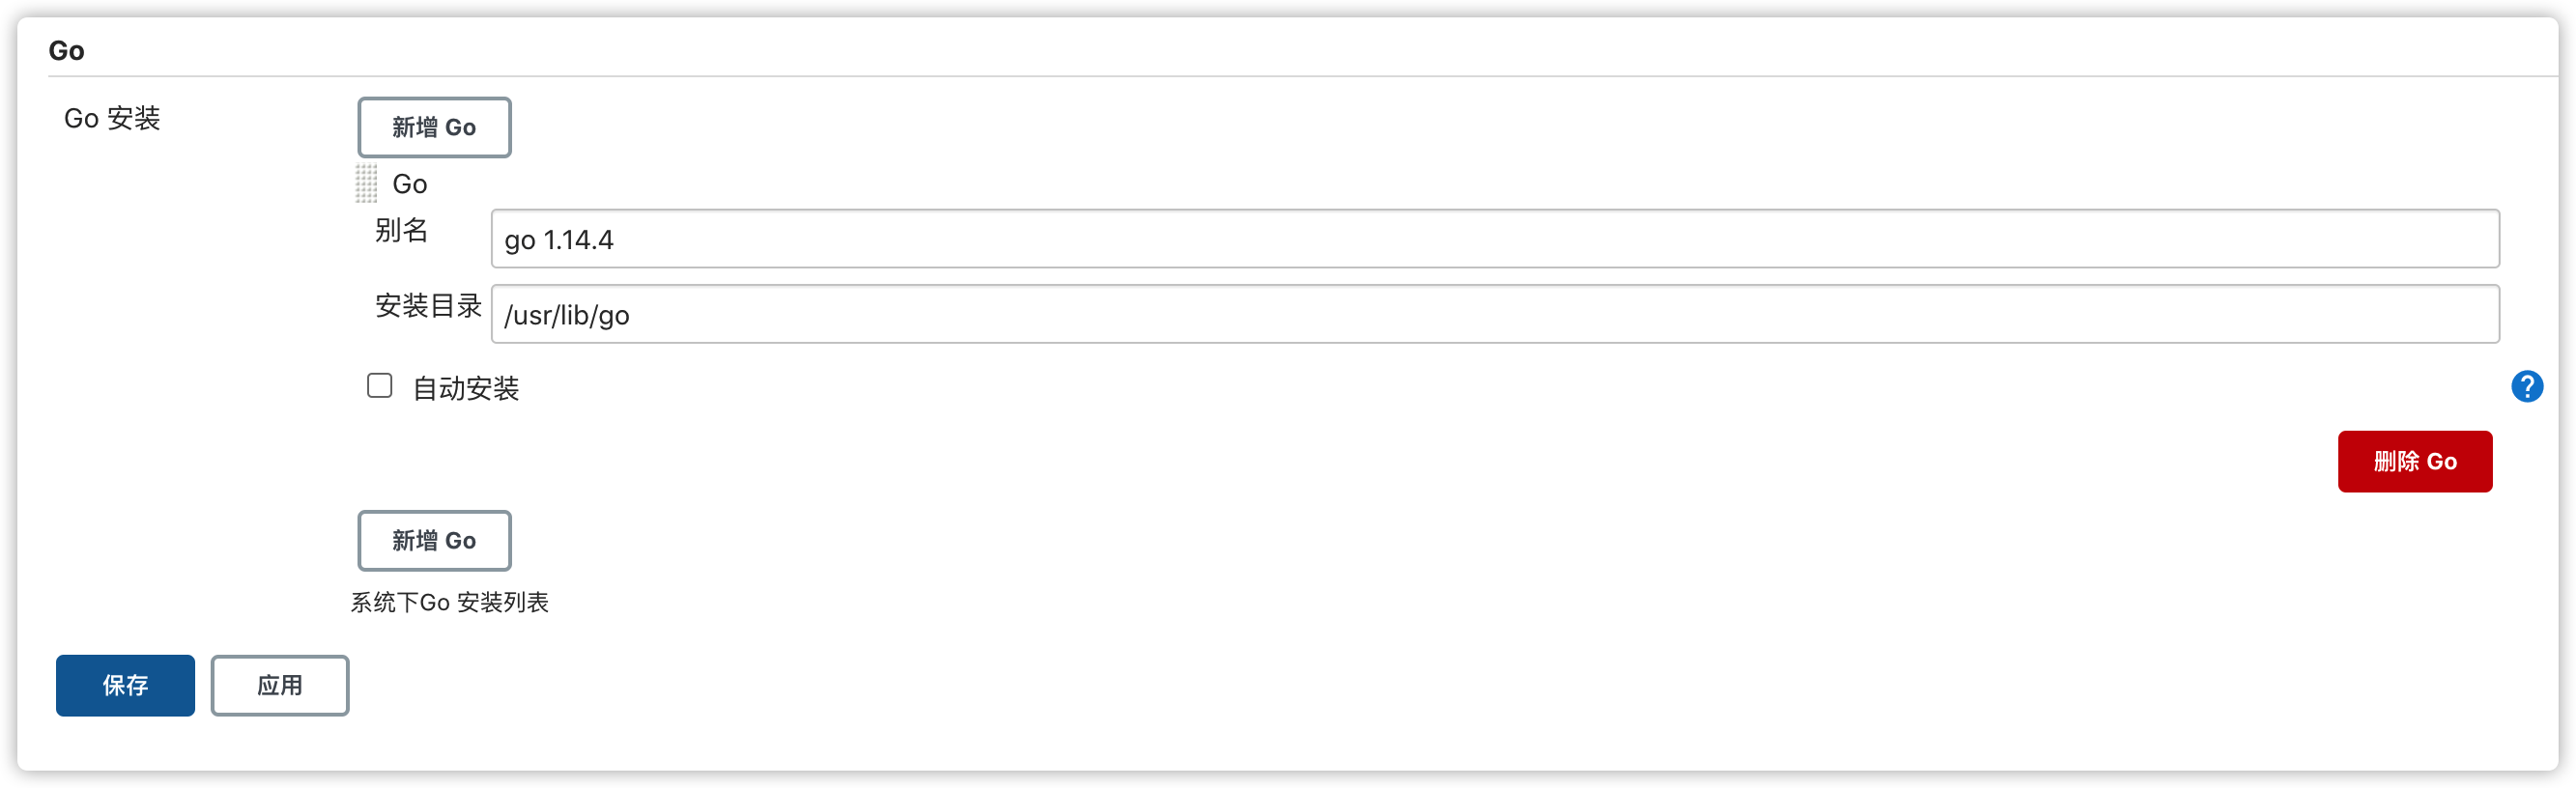 Go
Go 安装
新增 Go
Go
别名
go 1.14.4
安装目录
/usr/lib/go
自动安装
?
删除 Go
新增 Go
系统下Go 安装列表
保存
应用